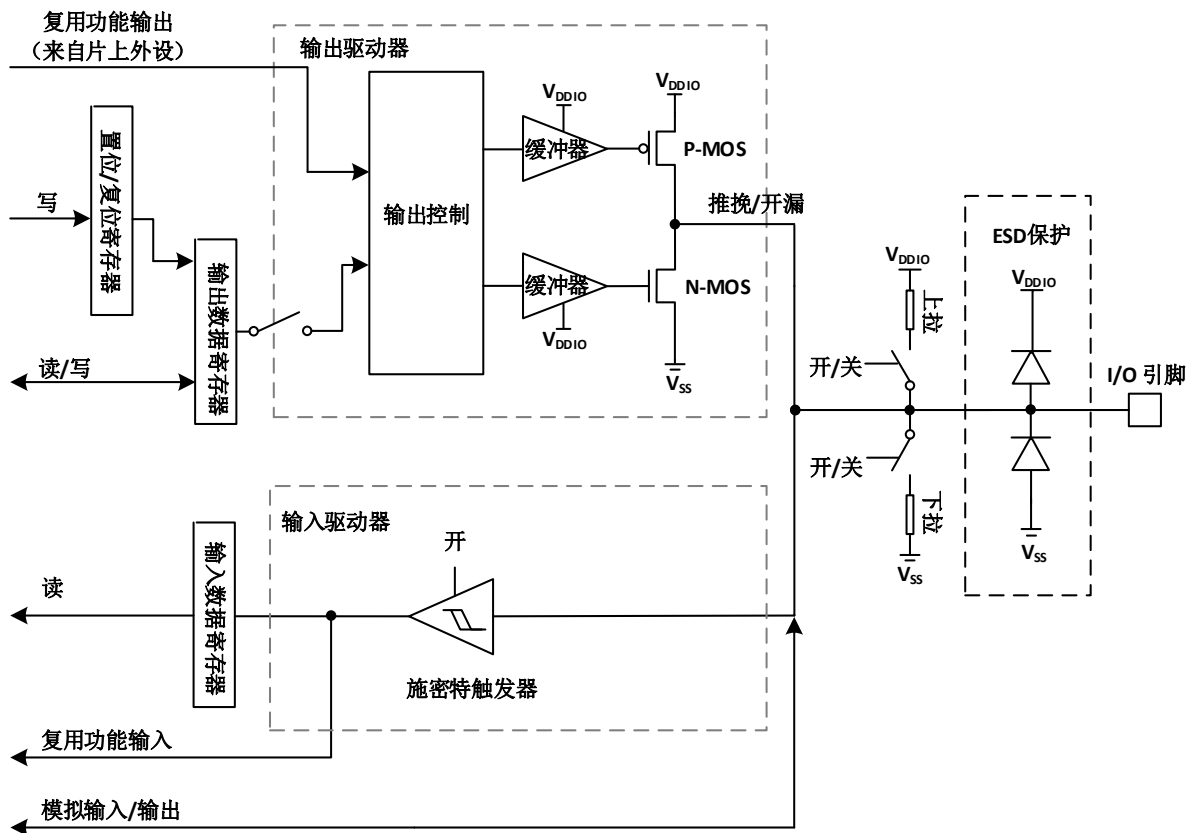 复用功能输出
（来自片上外设）
输出驱动器
置位/复位寄存器
写
输出数据寄存器
读/写
输出控制
V_DDIO
缓冲器
V_DDIO
P-MOS
推挽/开漏
缓冲器
V_DDIO
N-MOS
V_SS
V_DDIO
上拉
开/关
开/关
下拉
V_SS
ESD保护
V_DDIO
V_SS
I/O 引脚
输入驱动器
开
施密特触发器
输入数据寄存器
读
复用功能输入
模拟输入/输出